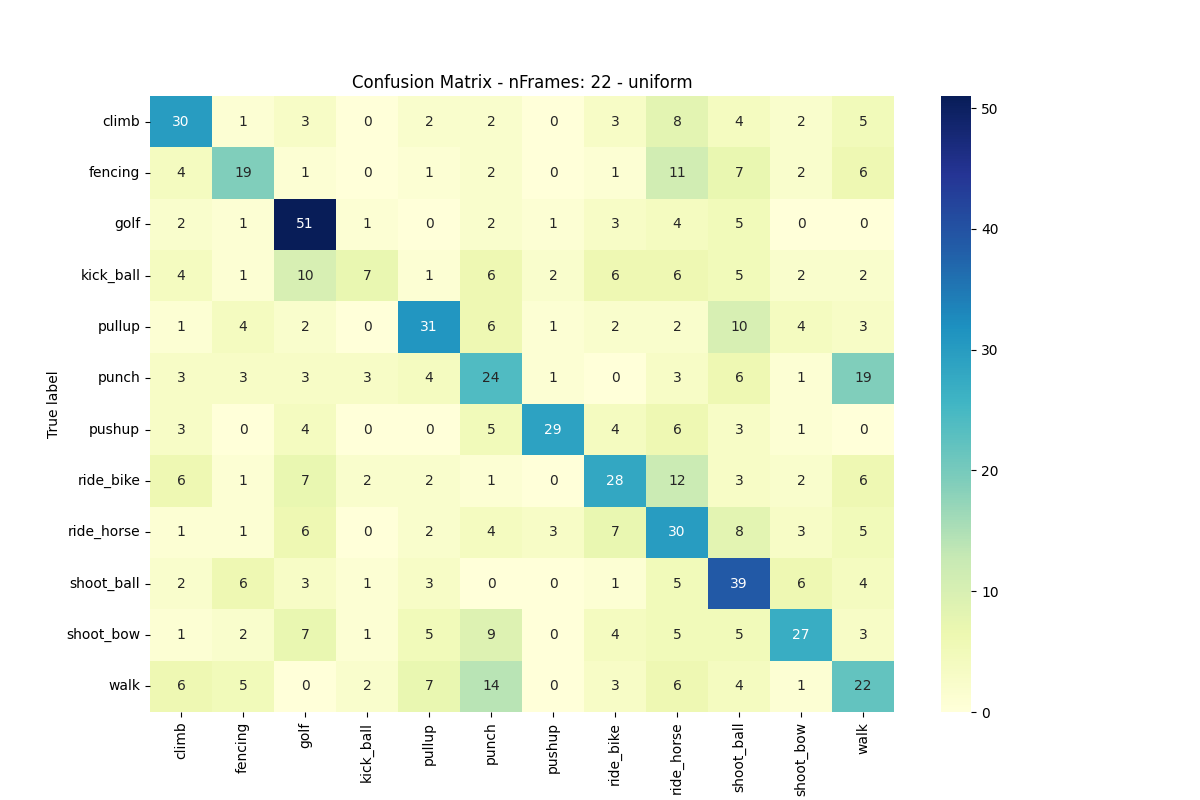 Confusion Matrix - nFrames: 22 - uniform
True label
climb 30 1 3 0 2 2 0 3 8 4 2 5
fencing 4 19 1 0 1 2 0 1 11 7 2 6
golf 2 1 51 1 0 2 1 3 4 5 0 0
kick_ball 4 1 10 7 1 6 2 6 6 5 2 2
pullup 1 4 2 0 31 6 1 2 2 10 4 3
punch 3 3 3 3 4 24 1 0 3 6 1 19
pushup 3 0 4 0 0 5 29 4 6 3 1 0
ride_bike 6 1 7 2 2 1 0 28 12 3 2 6
ride_horse 1 1 6 0 2 4 3 7 30 8 3 5
shoot_ball 2 6 3 1 3 0 0 1 5 39 6 4
shoot_bow 1 2 7 1 5 9 0 4 5 5 27 3
walk 6 5 0 2 7 14 0 3 6 4 1 22
climb fencing golf kick_ball pullup punch pushup ride_bike ride_horse shoot_ball shoot_bow walk
50
40
30
20
10
0